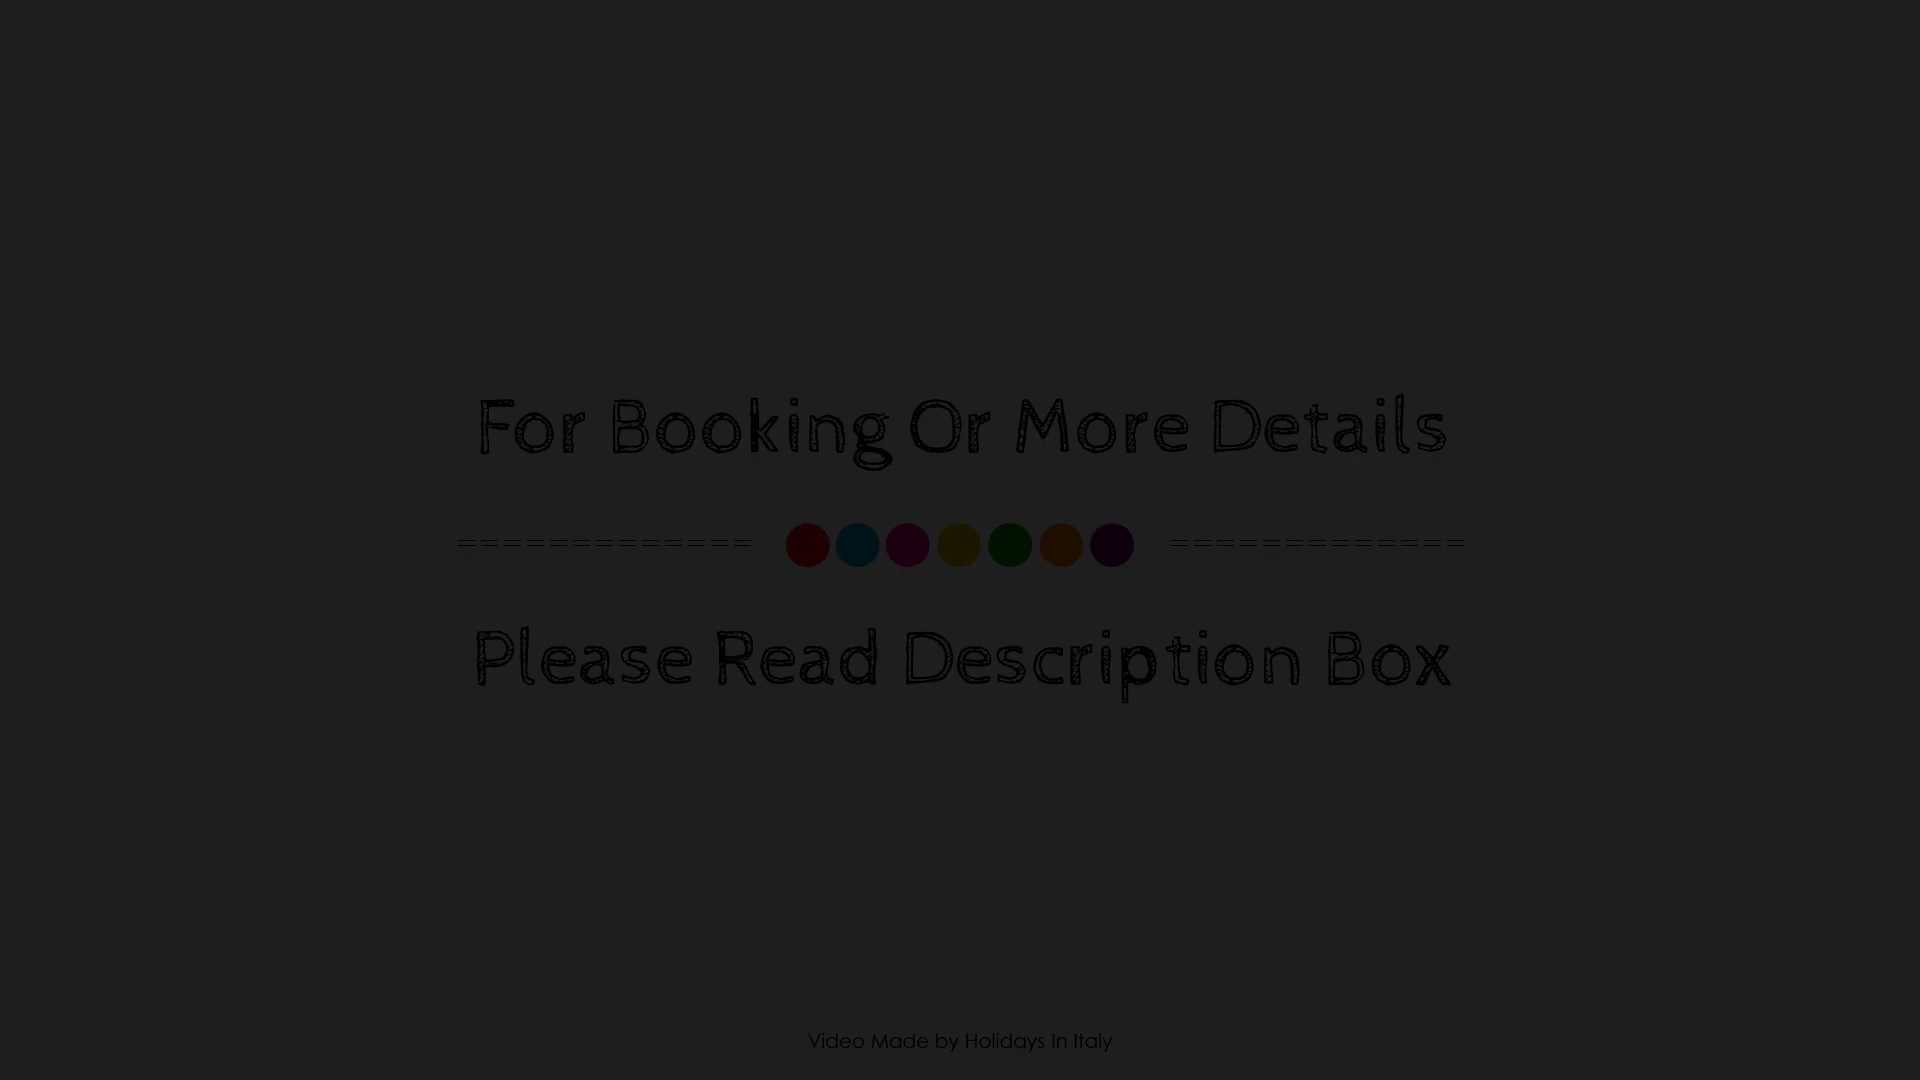 For Booking Or More Details
============= =============
Please Read Description Box
Video Made by Holidays In Italy